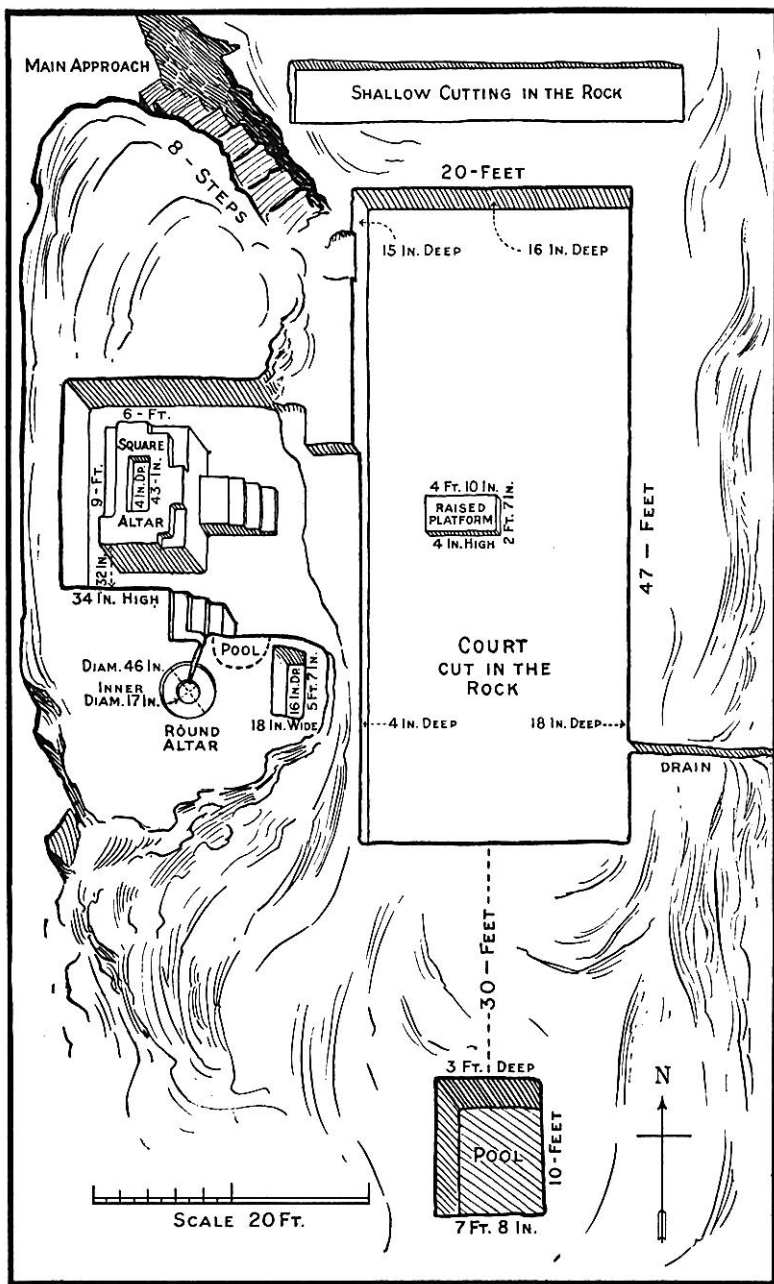 MAIN APPROACH
8-STEPS
SHALLOW CUTTING IN THE ROCK
20-FEET
15 IN. DEEP
16 IN. DEEP
6-FT.
9-FT.
SQUARE
4 IN. DP.
43-IN.
ALTAR
32 IN.
34 IN. HIGH
4 FT. 10 IN.
RAISED
PLATFORM
4 IN. HIGH
2 FT. 7 IN.
47-FEET
POOL
DIAM. 46 IN.
INNER
DIAM. 17 IN.
ROUND
ALTAR
16 IN. DP.
5 FT. 7 IN.
18 IN. WIDE
COURT
CUT IN THE
ROCK
4 IN. DEEP
18 IN. DEEP
DRAIN
30-FEET
3 FT. DEEP
POOL
10-FEET
7 FT. 8 IN.
N
SCALE 20 FT.